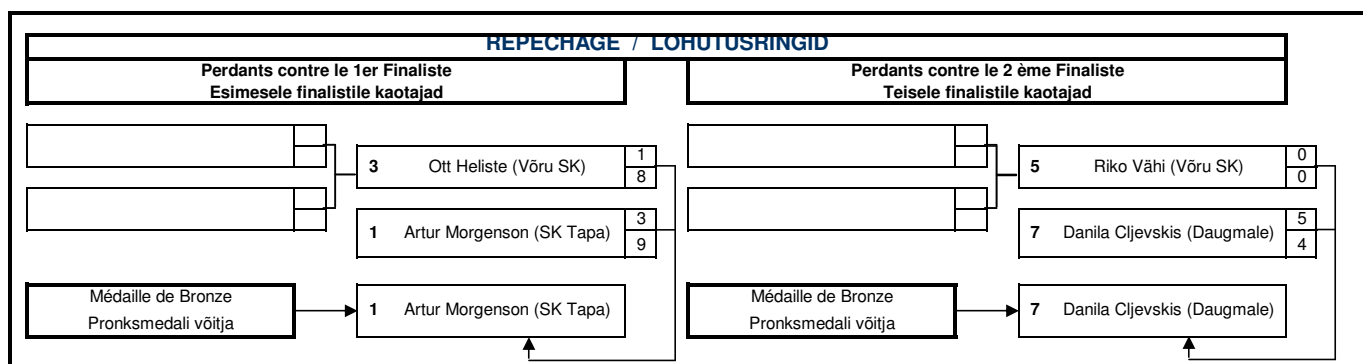 REPECHAGE / LOHUTUSRINGID
Perdants contre le 1er Finaliste
Esimesele finalistile kaotajad
Perdants contre le 2 ème Finaliste
Teisele finalistile kaotajad
3 Ott Heliste (Võru SK) 1
8
5 Riko Vähi (Võru SK) 0
0
1 Artur Morgenson (SK Tapa) 3
9
7 Danila Cljevskis (Daugmale) 5
4
Médaille de Bronze
Pronksmedali võitja
1 Artur Morgenson (SK Tapa)
Médaille de Bronze
Pronksmedali võitja
7 Danila Cljevskis (Daugmale)